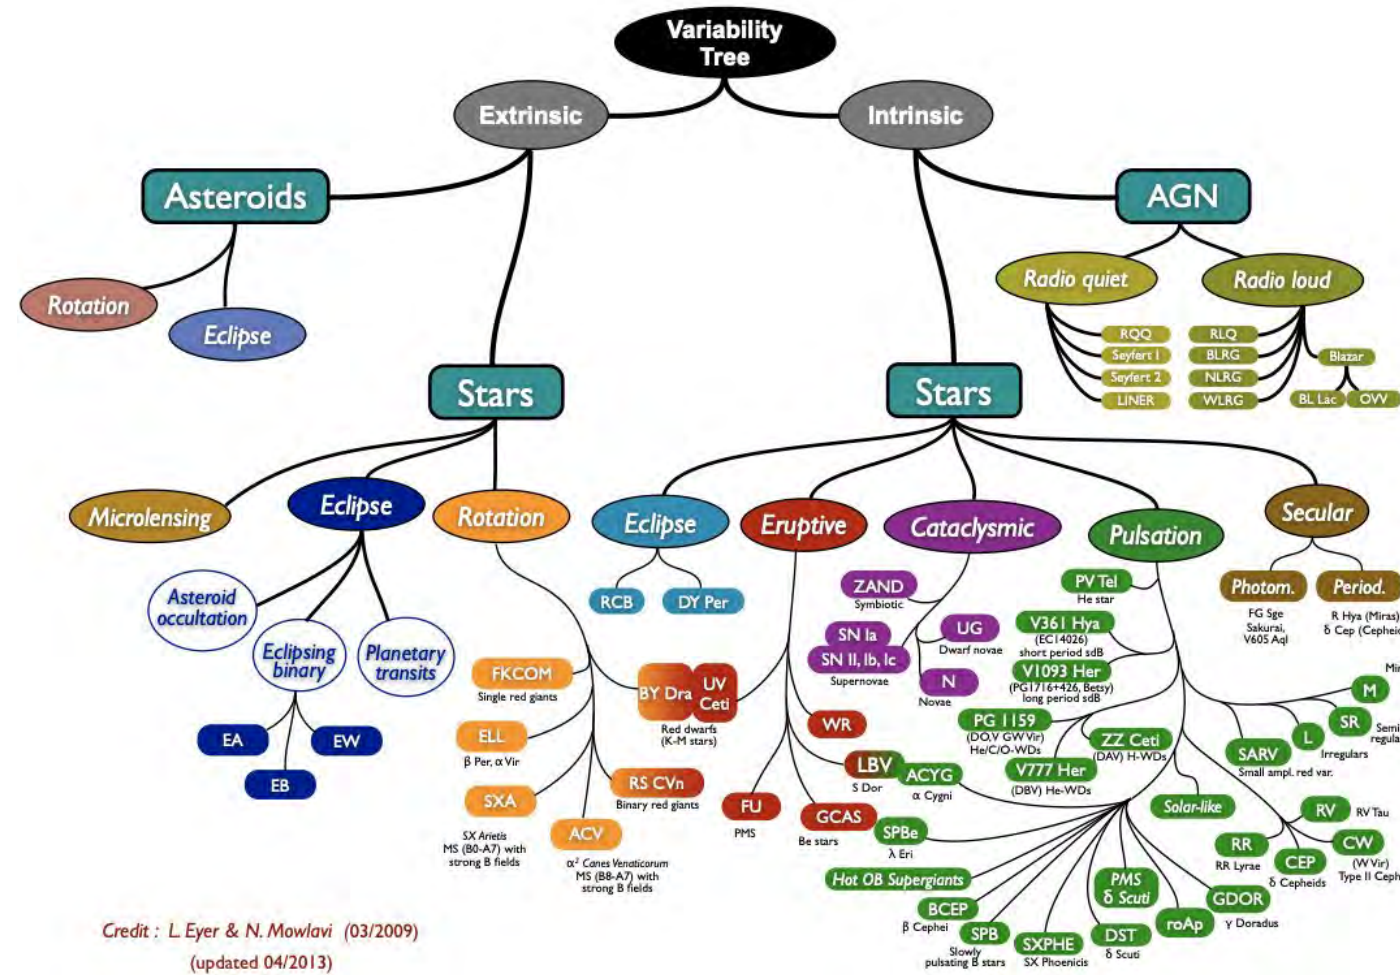 Variability
Tree
Extrinsic
Intrinsic
Asteroids
AGN
Rotation
Eclipse
Radio quiet
Radio loud
RQQ
Seyfert 1
Seyfert 2
LINER
RLQ
BLRG
NLRG
WLRG
Blazar
BL Lac
OVV
Stars
Stars
Microlensing
Eclipse
Rotation
Eclipse
Eruptive
Cataclysmic
Pulsation
Secular
Asteroid
occultation
Eclipsing
binary
Planetary
transits
EA
EB
EW
FKCOM
Single red giants
ELL
β Per, α Vir
SXA
SX Arietis
MS (B0-A7) with
strong B fields
ACV
α² Canes Venaticorum
MS (B8-A7) with
strong B fields
RS CVn
Binary red giants
BY Dra
UV
Ceti
Red dwarfs
(K-M stars)
RCB
DY Per
WR
LBV
S Dor
FU
PMS
GCAS
Be stars
ZAND
Symbiotic
SN Ia
SN II, Ib, Ic
Supernovae
UG
Dwarf novae
N
Novae
PV Tel
He star
V361 Hya
(EC14026)
short period sdB
V1093 Her
(PG1716+426, Betsy)
long period sdB
PG 1159
(DO,V GW Vir)
He/C/O-WDs
ZZ Ceti
(DAV) H-WDs
V777 Her
(DBV) He-WDs
ACYG
α Cygni
SPBe
λ Eri
Hot OB Supergiants
BCEP
β Cephei
SPB
Slowly
pulsating B stars
SXPHE
SX Phoenicis
PMS
δ Scuti
DST
δ Scuti
roAp
GDOR
γ Doradus
Solar-like
Photom.
FG Sge
Sakurai,
V605 Aql
Period.
R Hya (Miras)
δ Cep (Cepheid
M
SR
Semi
regula
L
Irregulars
SARV
Small ampl. red var.
RV
RV Tau
RR
RR Lyrae
CEP
δ Cepheids
CW
(W Vir)
Type II Ceph
Credit : L. Eyer & N. Mowlavi (03/2009)
(updated 04/2013)